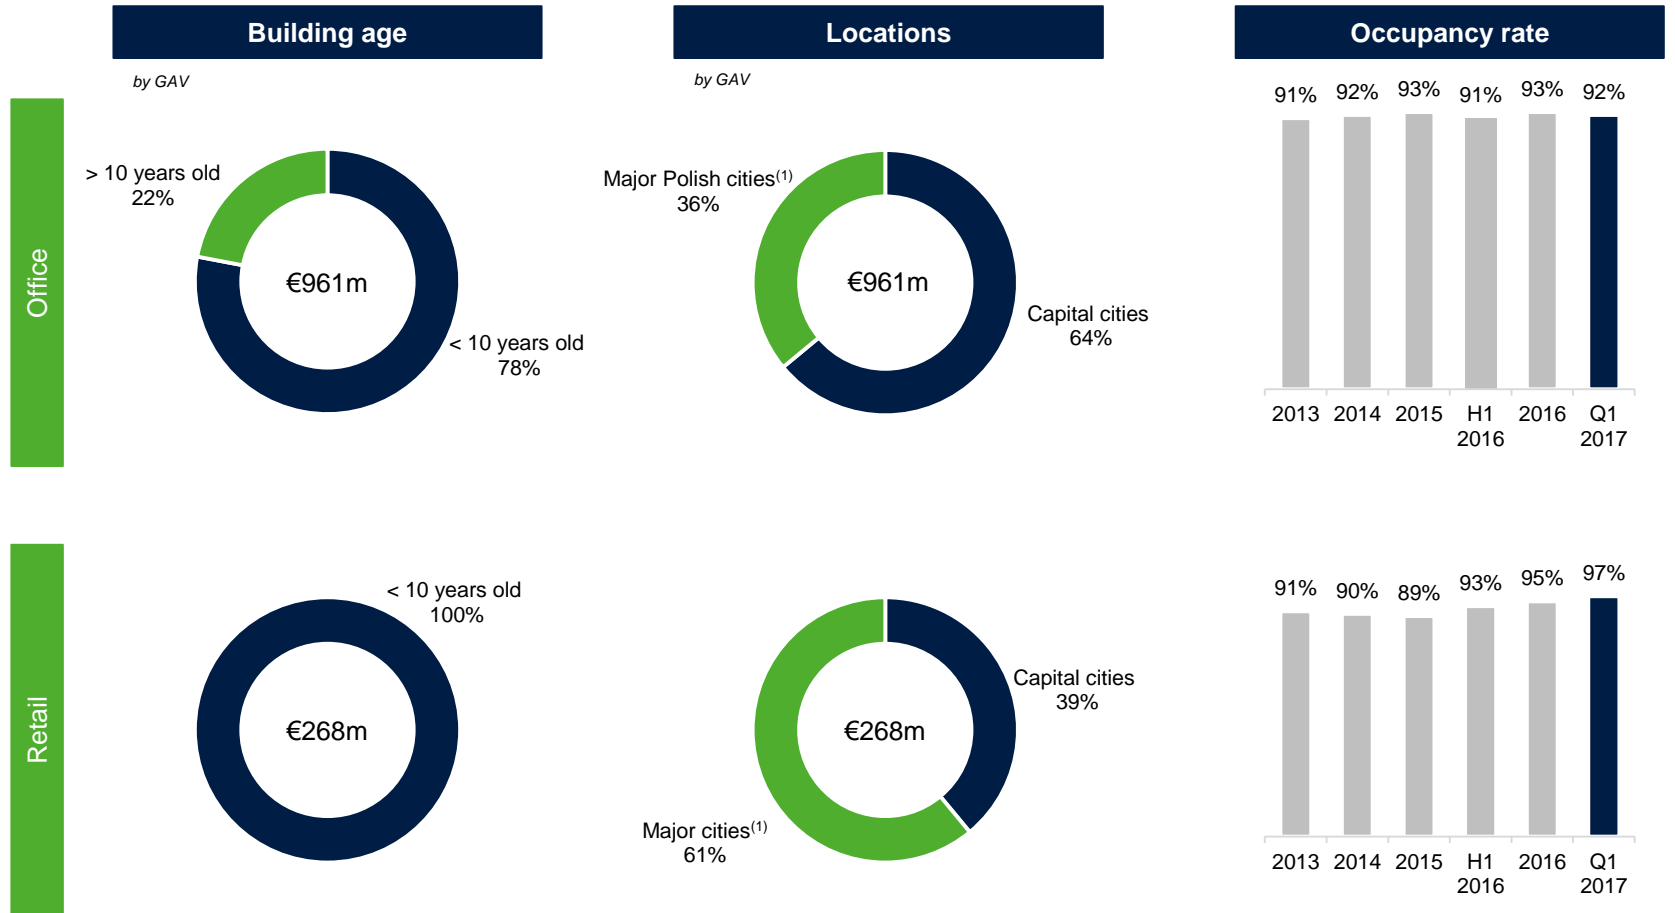 Building age
Locations
Occupancy rate
by GAV
by GAV
Office
> 10 years old
22%
€961m
< 10 years old
78%
Major Polish cities(1)
36%
€961m
Capital cities
64%
91% 92% 93% 91% 93% 92%
2013 2014 2015 H1 2016 Q1
2016 2017
Retail
< 10 years old
100%
€268m
Capital cities
39%
€268m
Major cities(1)
61%
91% 90% 89% 93% 95% 97%
2013 2014 2015 H1 2016 Q1
2016 2017